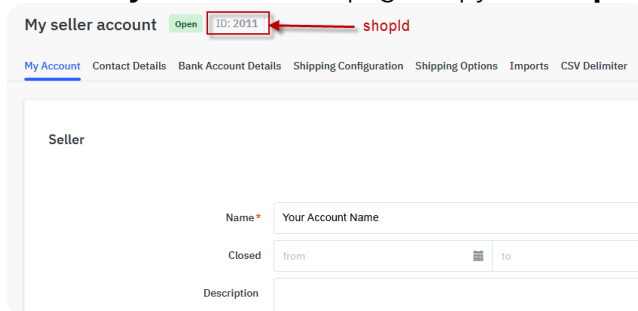 My seller account Open ID: 2011 shopId
My Account Contact Details Bank Account Details Shipping Configuration Shipping Options Imports CSV Delimiter
Seller
Name* Your Account Name
Closed from to
Description